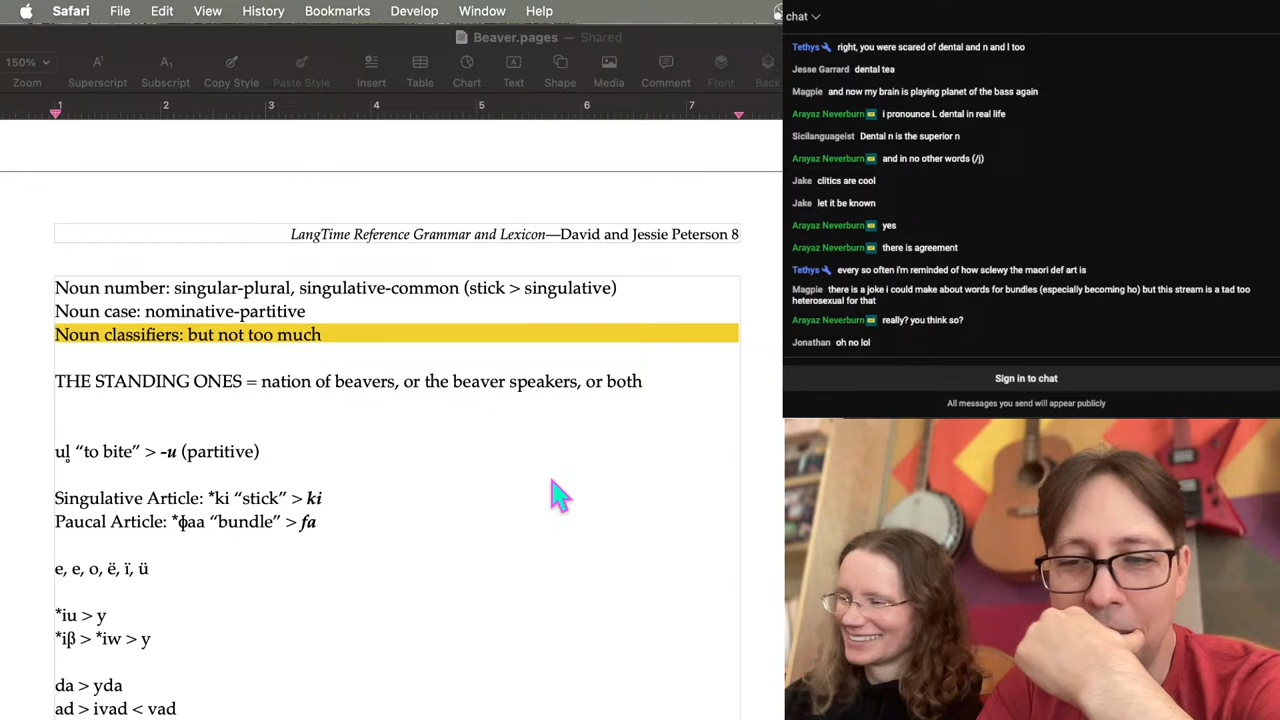 Safari File Edit View History Bookmarks Develop Window Help
Beaver.pages — Shared
150%
Zoom Superscript Subscript Copy Style Paste Style Insert Table Chart Text Shape Media Comment Front Back
1 2 3 4 5 6 7
LangTime Reference Grammar and Lexicon—David and Jessie Peterson 8
Noun number: singular-plural, singulative-common (stick > singulative)
Noun case: nominative-partitive
Noun classifiers: but not too much
THE STANDING ONES = nation of beavers, or the beaver speakers, or both
ul̥ “to bite” > -u (partitive)
Singulative Article: *ki “stick” > ki
Paucal Article: *ɸaa “bundle” > fa
e, e, o, ë, ï, ü
*iu > y
*iβ > *iw > y
da > yda
ad > ivad < vad
chat
Tethys right, you were scared of dental and n and l too
Jesse Garrard dental tea
Magpie and now my brain is playing planet of the bass again
Arayaz Neverburn i pronounce L dental in real life
Sicilanguageist Dental n is the superior n
Arayaz Neverburn and in no other words (/j)
Jake clitics are cool
Jake let it be known
Arayaz Neverburn yes
Arayaz Neverburn there is agreement
Tethys every so often i'm reminded of how sclewy the maori def art is
Magpie there is a joke i could make about words for bundles (especially becoming ho) but this stream is a tad too
heterosexual for that
Arayaz Neverburn really? you think so?
Jonathan oh no lol
Sign in to chat
All messages you send will appear publicly